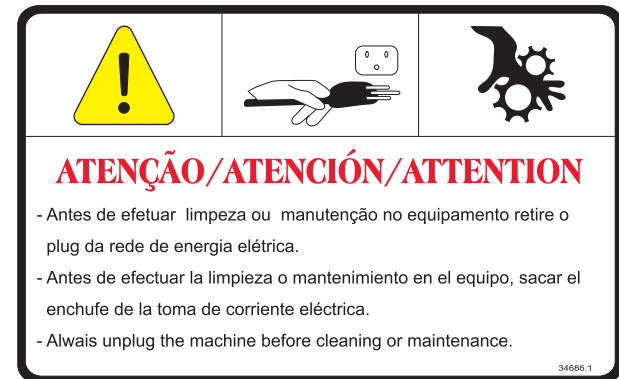 ATENÇÃO/ATENCIÓN/ATTENTION
- Antes de efetuar limpeza ou manutenção no equipamento retire o
plug da rede de energia elétrica.
- Antes de efectuar la limpieza o mantenimiento en el equipo, sacar el
enchufe de la toma de corriente eléctrica.
- Alwais unplug the machine before cleaning or maintenance.
34686.1